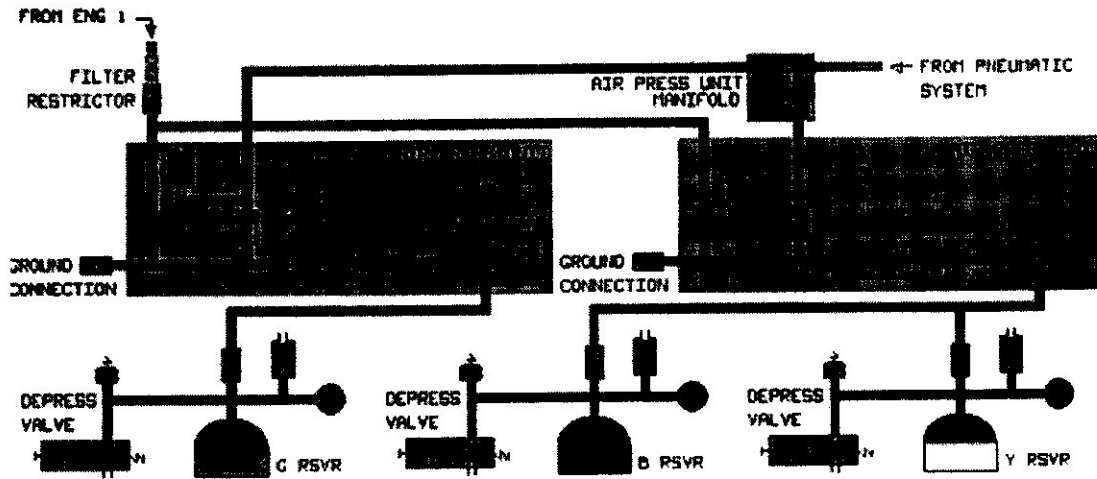 FROM ENG 1
FILTER
RESTRICTOR
AIR PRESS UNIT
MANIFOLD
FROM PNEUMATIC
SYSTEM
GROUND
CONNECTION
GROUND
CONNECTION
DEPRESS
VALVE
G RSVR
DEPRESS
VALVE
B RSVR
DEPRESS
VALVE
Y RSVR